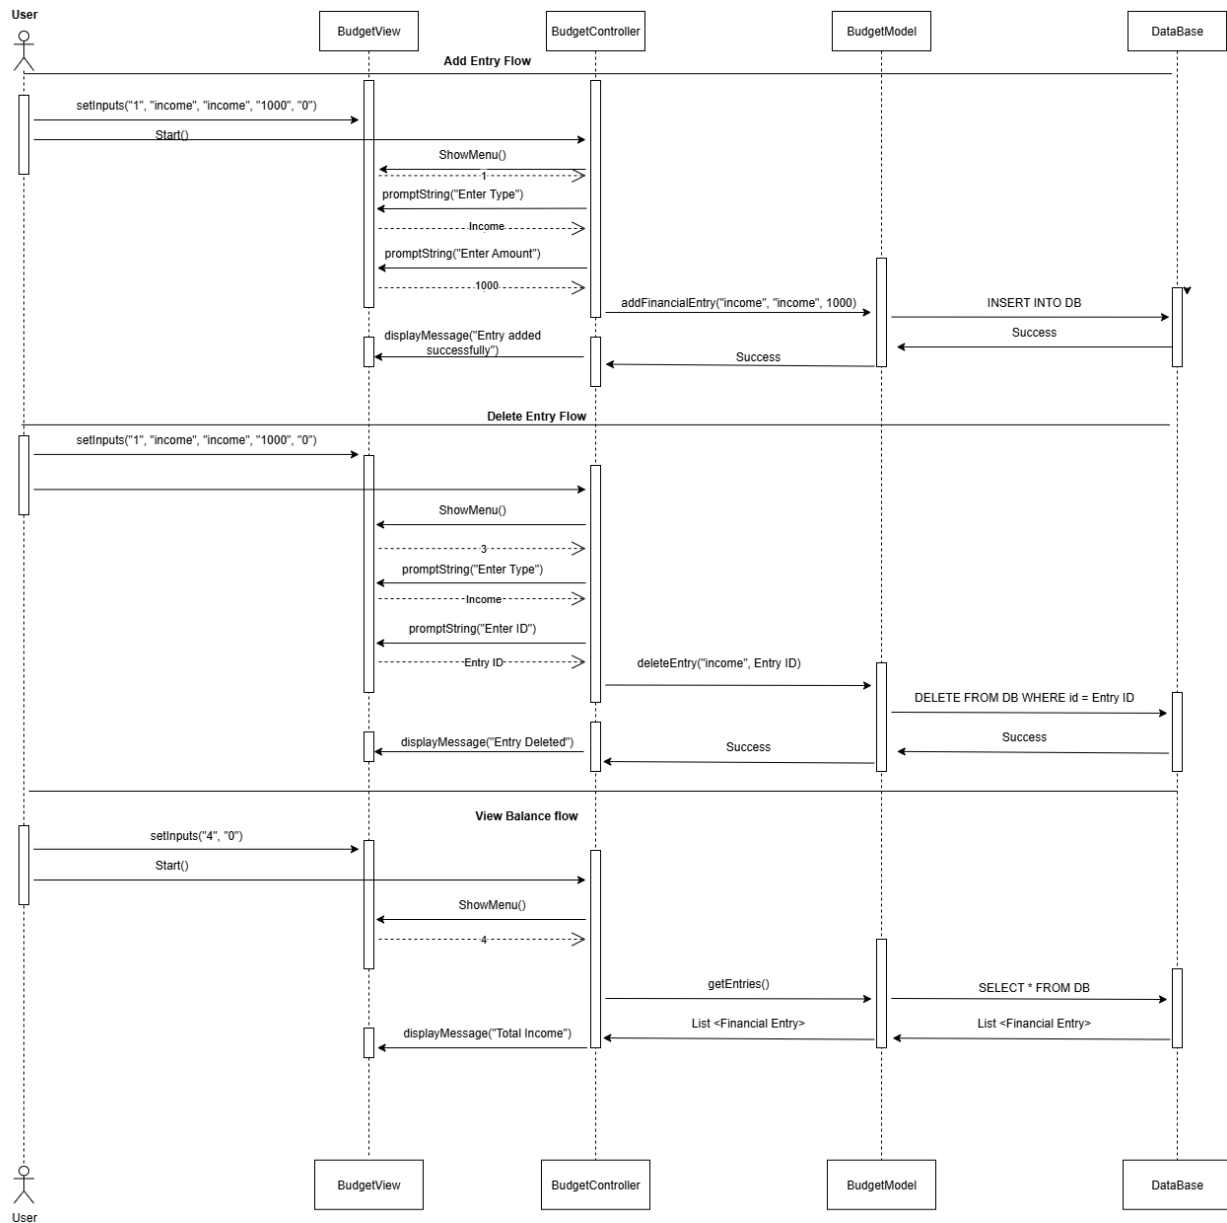 User
BudgetView
BudgetController
BudgetModel
DataBase
Add Entry Flow
setInputs("1", "income", "income", "1000", "0")
Start()
ShowMenu()
1
promptString("Enter Type")
Income
promptString("Enter Amount")
1000
addFinancialEntry("income", "income", 1000)
INSERT INTO DB
Success
displayMessage("Entry added
successfully")
Success
Delete Entry Flow
setInputs("1", "income", "income", "1000", "0")
ShowMenu()
3
promptString("Enter Type")
Income
promptString("Enter ID")
Entry ID
deleteEntry("income", Entry ID)
DELETE FROM DB WHERE id = Entry ID
Success
displayMessage("Entry Deleted")
Success
View Balance flow
setInputs("4", "0")
Start()
ShowMenu()
4
getEntries()
SELECT * FROM DB
List <Financial Entry>
List <Financial Entry>
displayMessage("Total Income")
BudgetView
BudgetController
BudgetModel
DataBase
User